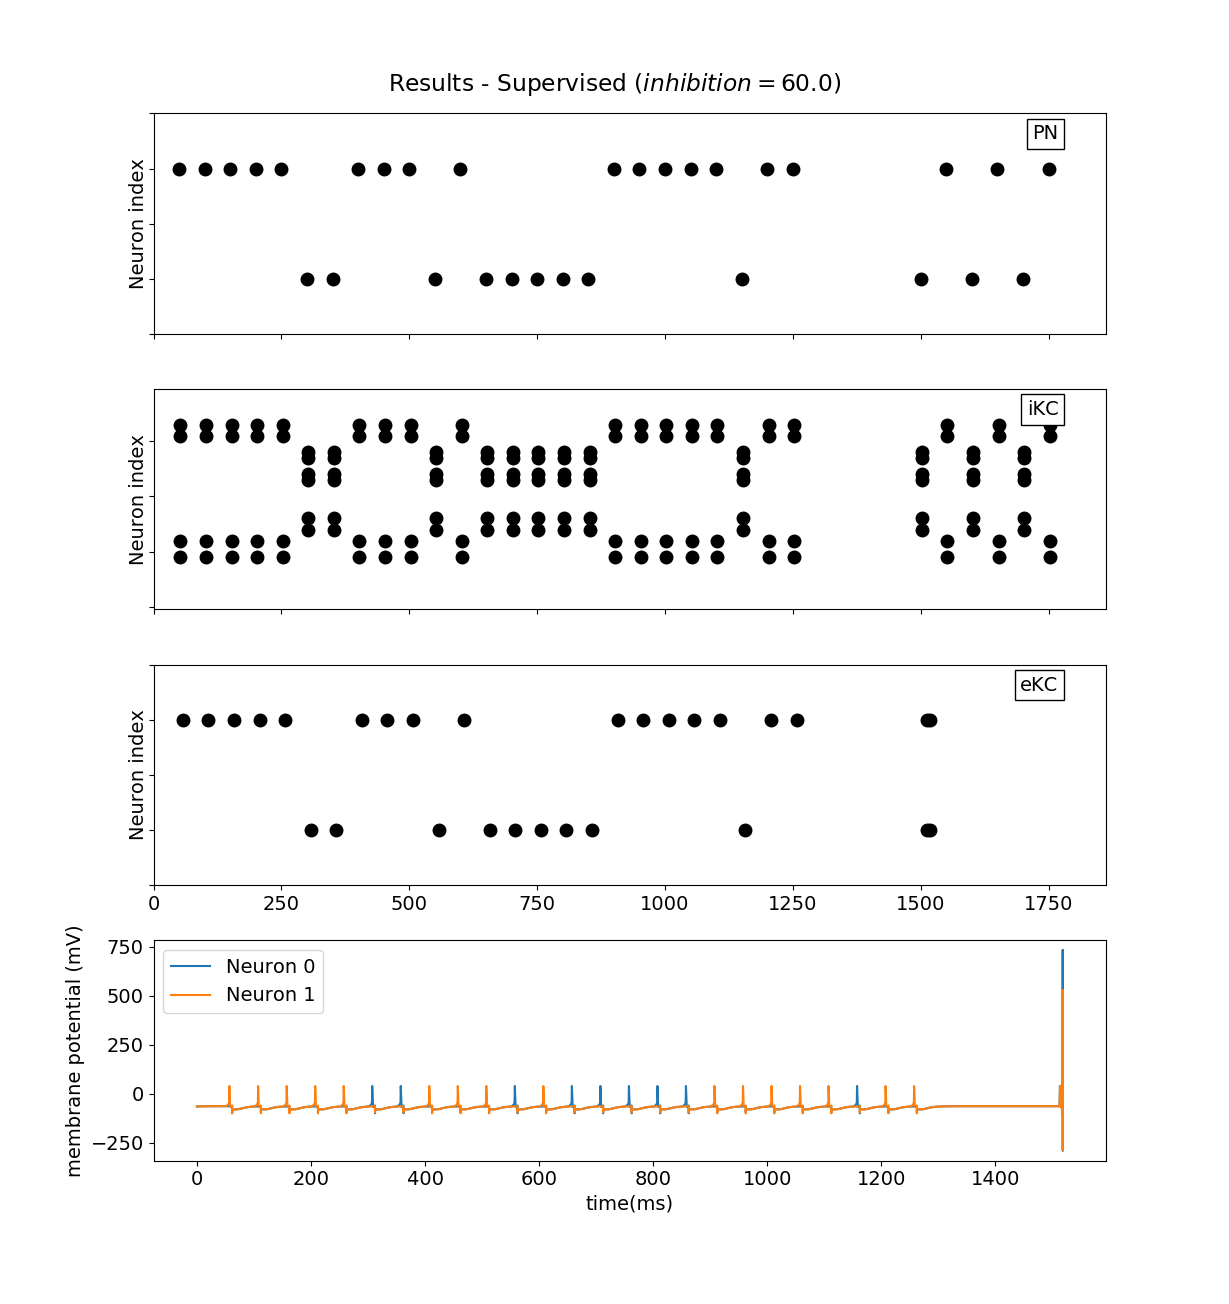 Results - Supervised (inhibition = 60.0)
PN
Neuron index
iKC
Neuron index
eKC
Neuron index
0 250 500 750 1000 1250 1500 1750
750
500
250
0
−250
membrane potential (mV)
Neuron 0
Neuron 1
0 200 400 600 800 1000 1200 1400
time(ms)